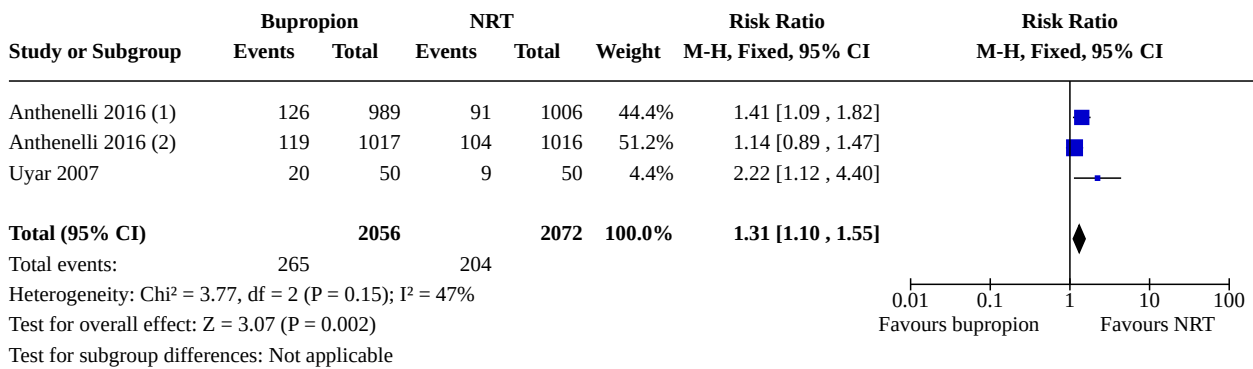 Bupropion NRT Risk Ratio Risk Ratio
Study or Subgroup Events Total Events Total Weight M-H, Fixed, 95% CI M-H, Fixed, 95% CI
Anthenelli 2016 (1) 126 989 91 1006 44.4% 1.41 [1.09 , 1.82]
Anthenelli 2016 (2) 119 1017 104 1016 51.2% 1.14 [0.89 , 1.47]
Uyar 2007 20 50 9 50 4.4% 2.22 [1.12 , 4.40]
Total (95% CI) 2056 2072 100.0% 1.31 [1.10 , 1.55]
Total events: 265 204
Heterogeneity: Chi² = 3.77, df = 2 (P = 0.15); I² = 47%
Test for overall effect: Z = 3.07 (P = 0.002)
Test for subgroup differences: Not applicable
0.01 0.1 1 10 100
Favours bupropion Favours NRT